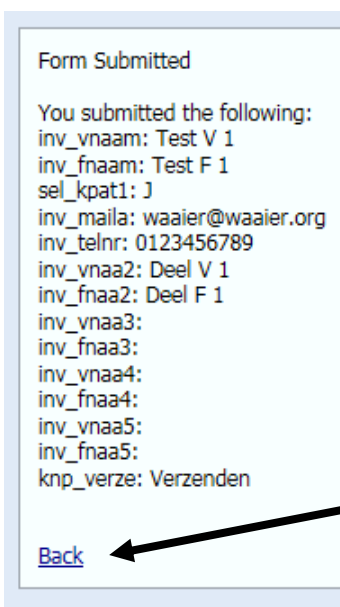 Form Submitted
You submitted the following:
inv_vnaam: Test V 1
inv_fnaam: Test F 1
sel_kpat1: J
inv_maila: waaier@waaier.org
inv_telnr: 0123456789
inv_vnaa2: Deel V 1
inv_fnaa2: Deel F 1
inv_vnaa3:
inv_fnaa3:
inv_vnaa4:
inv_fnaa4:
inv_vnaa5:
inv_fnaa5:
knp_verze: Verzenden
Back